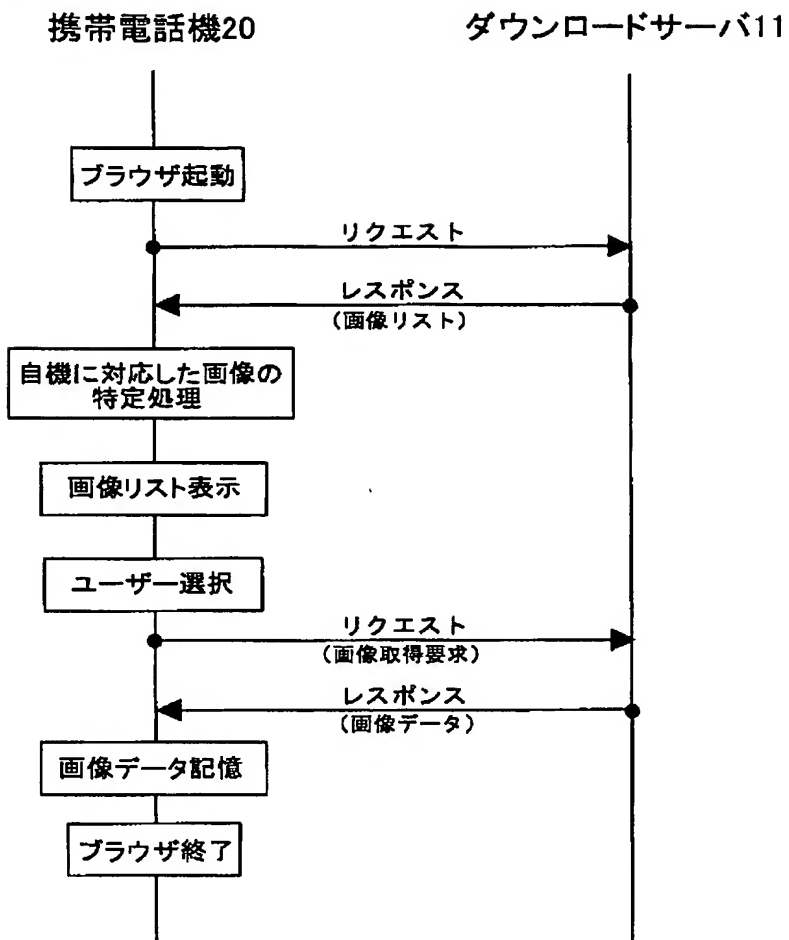 携帯電話機20
ダウンロードサーバ11
ブラウザ起動
リクエスト
レスポンス
(画像リスト)
自機に対応した画像の
特定処理
画像リスト表示
ユーザー選択
リクエスト
(画像取得要求)
レスポンス
(画像データ)
画像データ記憶
ブラウザ終了